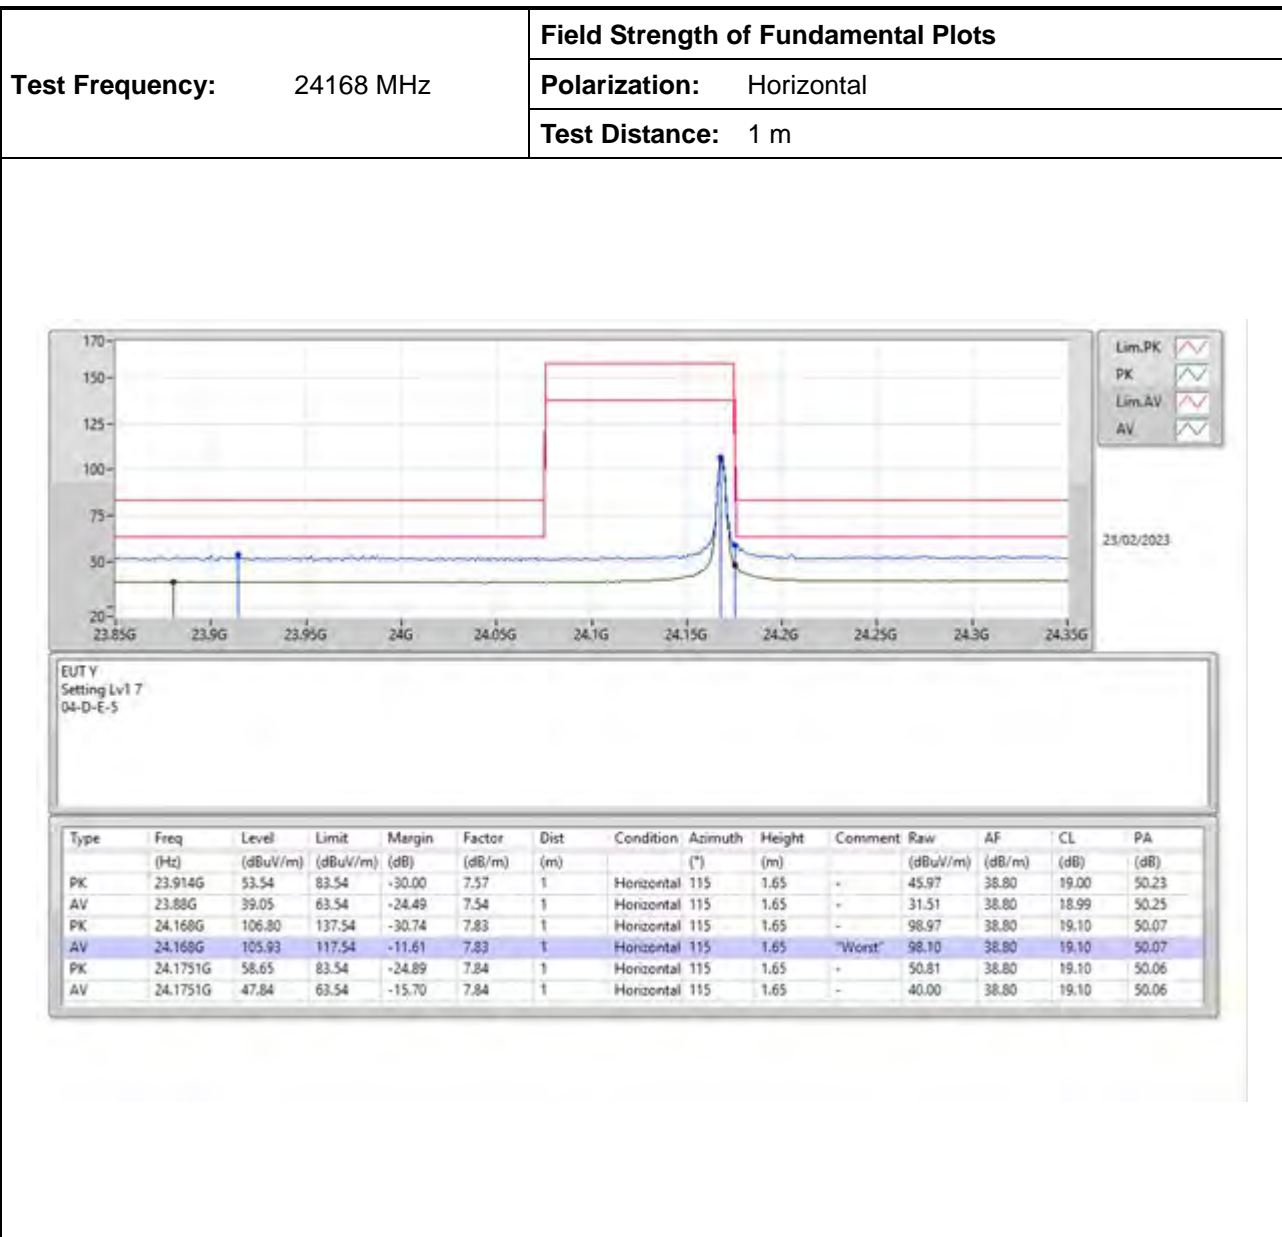 Field Strength of Fundamental Plots
Test Frequency: 24168 MHz
Polarization: Horizontal
Test Distance: 1 m
170
150
125
100
75
50
20
23.85G 23.9G 23.95G 24G 24.05G 24.1G 24.15G 24.2G 24.25G 24.3G 24.35G
Lim.PK
PK
Lim.AV
AV
23/02/2023
EUT Y
Setting Lv1 7
04-D-E-5
Type Freq Level Limit Margin Factor Dist Condition Azimuth Height Comment Raw AF CL PA
(Hz) (dBuV/m) (dBuV/m) (dB) (dB/m) (m) (°) (m) (dBuV/m) (dB/m) (dB) (dB)
PK 23.914G 53.54 83.54 -30.00 7.57 1 Horizontal 115 1.65 - 45.97 38.80 19.00 50.23
AV 23.88G 39.05 63.54 -24.49 7.54 1 Horizontal 115 1.65 - 31.51 38.80 18.99 50.25
PK 24.168G 106.80 137.54 -30.74 7.83 1 Horizontal 115 1.65 - 98.97 38.80 19.10 50.07
AV 24.168G 105.93 117.54 -11.61 7.83 1 Horizontal 115 1.65 "Worst" 98.10 38.80 19.10 50.07
PK 24.1751G 58.65 83.54 -24.89 7.84 1 Horizontal 115 1.65 - 50.81 38.80 19.10 50.06
AV 24.1751G 47.84 63.54 -15.70 7.84 1 Horizontal 115 1.65 - 40.00 38.80 19.10 50.06